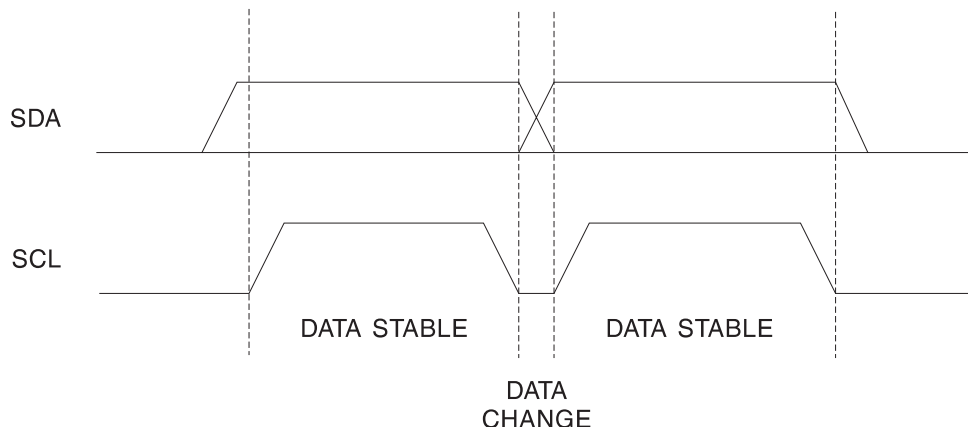 SDA
SCL
DATA STABLE
DATA STABLE
DATA
CHANGE